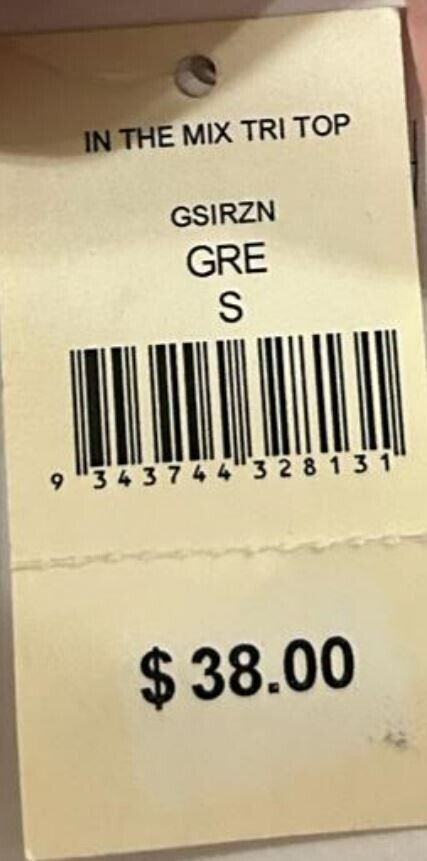 IN THE MIX TRI TOP
GSIRZN
GRE
S
9 343744 328131
$ 38.00